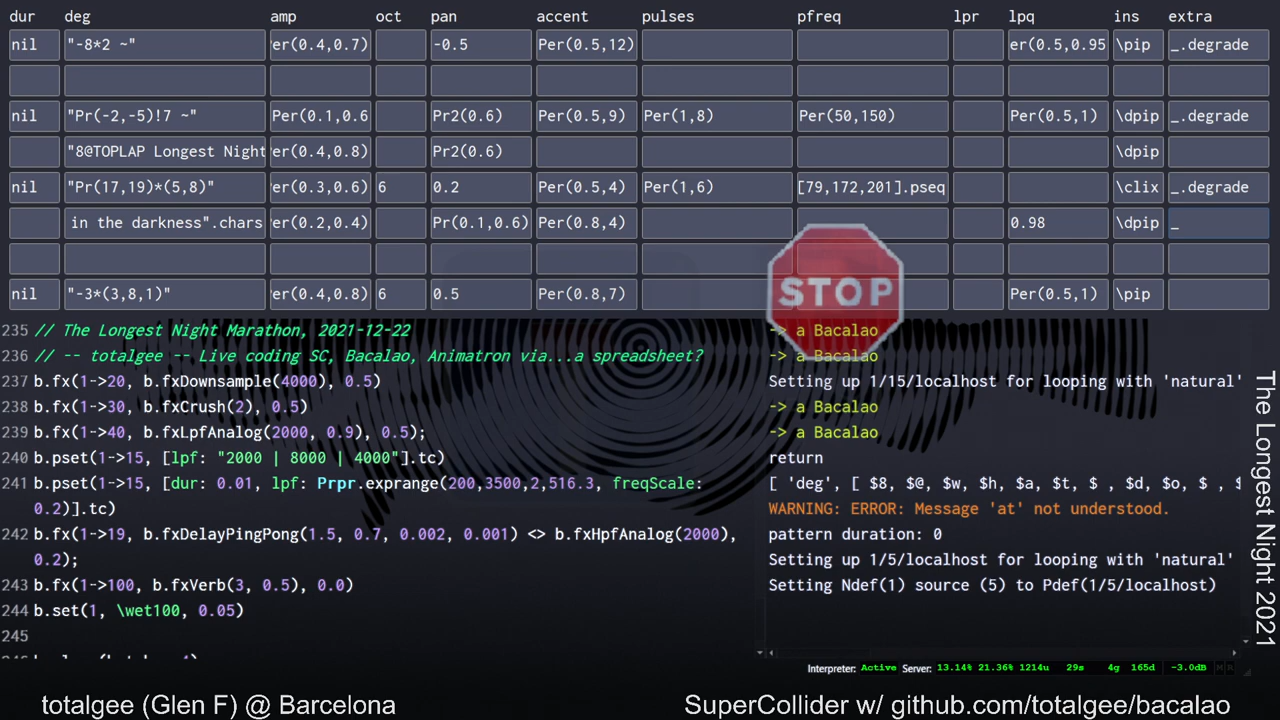 dur deg amp oct pan accent pulses pfreq lpr lpq ins extra
nil "-8*2 ~" er(0.4,0.7) -0.5 Per(0.5,12) er(0.5,0.95 \pip _.degrade
nil "Pr(-2,-5)!7 ~" Per(0.1,0.6 Pr2(0.6) Per(0.5,9) Per(1,8) Per(50,150) Per(0.5,1) \dpip _.degrade
"8@TOPLAP Longest Night er(0.4,0.8) Pr2(0.6) \dpip
nil "Pr(17,19)*(5,8)" er(0.3,0.6) 6 0.2 Per(0.5,4) Per(1,6) [79,172,201].pseq \clix _.degrade
in the darkness".chars er(0.2,0.4) Pr(0.1,0.6) Per(0.8,4) 0.98 \dpip _
nil "-3*(3,8,1)" er(0.4,0.8) 6 0.5 Per(0.8,7) Per(0.5,1) \pip
STOP
235 // The Longest Night Marathon, 2021-12-22
236 // -- totalgee -- Live coding SC, Bacalao, Animatron via...a spreadsheet?
237 b.fx(1->20, b.fxDownsample(4000), 0.5)
238 b.fx(1->30, b.fxCrush(2), 0.5)
239 b.fx(1->40, b.fxLpfAnalog(2000, 0.9), 0.5);
240 b.pset(1->15, [lpf: "2000 | 8000 | 4000"].tc)
241 b.pset(1->15, [dur: 0.01, lpf: Prpr.exprange(200,3500,2,516.3, freqScale:
0.2)].tc)
242 b.fx(1->19, b.fxDelayPingPong(1.5, 0.7, 0.002, 0.001) <> b.fxHpfAnalog(2000),
0.2);
243 b.fx(1->100, b.fxVerb(3, 0.5), 0.0)
244 b.set(1, \wet100, 0.05)
245
-> a Bacalao
-> a Bacalao
Setting up 1/15/localhost for looping with 'natural'
-> a Bacalao
-> a Bacalao
return
[ 'deg', [ $8, $@, $w, $h, $a, $t, $ , $d, $o, $ , $
WARNING: ERROR: Message 'at' not understood.
pattern duration: 0
Setting up 1/5/localhost for looping with 'natural'
Setting Ndef(1) source (5) to Pdef(1/5/localhost)
Interpreter: Active Server: 13.14% 21.36% 1214u 29s 4g 165d -3.0dB M R
The Longest Night 2021
totalgee (Glen F) @ Barcelona
SuperCollider w/ github.com/totalgee/bacalao